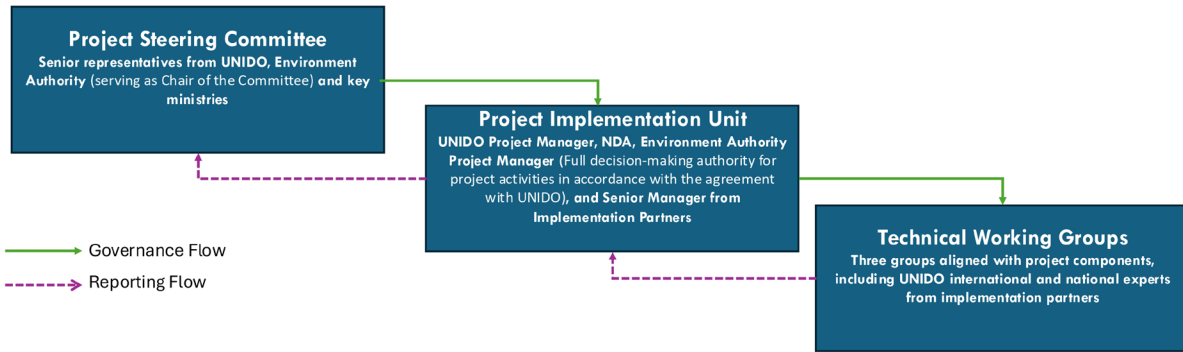 Project Steering Committee
Senior representatives from UNIDO, Environment
Authority (serving as Chair of the Committee) and key
ministries
Project Implementation Unit
UNIDO Project Manager, NDA, Environment Authority
Project Manager (Full decision-making authority for
project activities in accordance with the agreement
with UNIDO), and Senior Manager from
Implementation Partners
Technical Working Groups
Three groups aligned with project components,
including UNIDO international and national experts
from implementation partners
Governance Flow
Reporting Flow